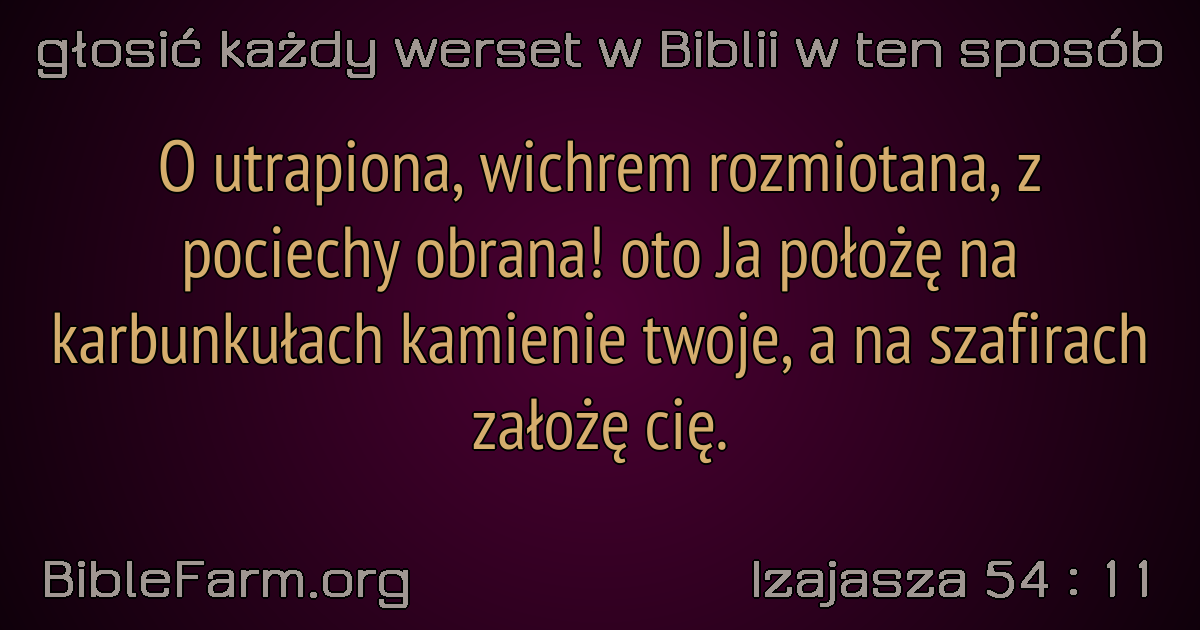 głosić każdy werset w Biblii w ten sposób
O utrapiona, wichrem rozmiotana, z
pociechy obrana! oto Ja położę na
karbunkułach kamienie twoje, a na szafirach
założę cię.
BibleFarm.org
Izajasza 54 : 11